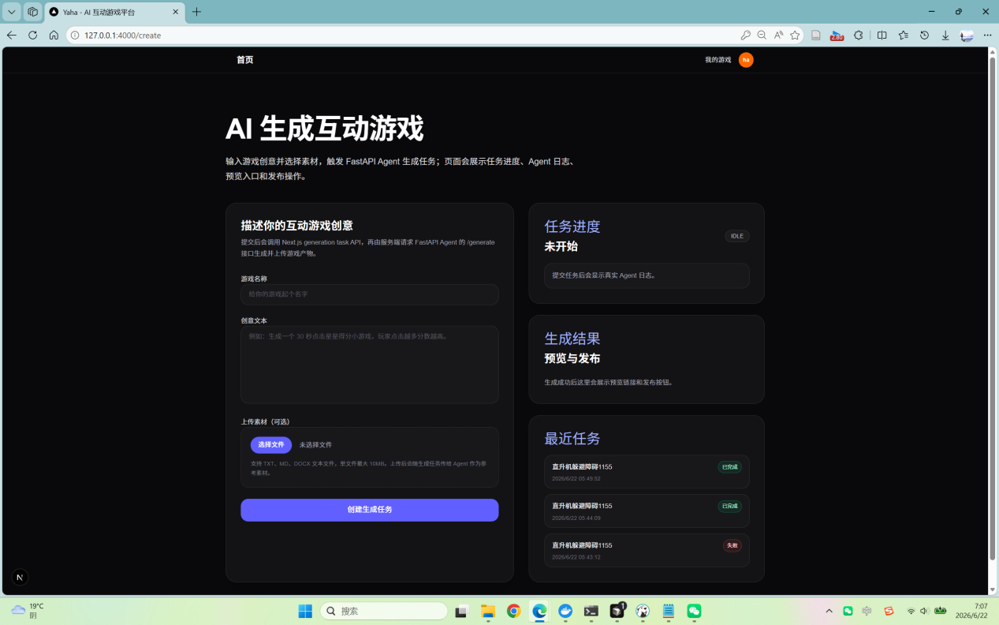 Yaha - AI 互动游戏平台
127.0.0.1:4000/create
2.80
首页
我的游戏
ha
AI 生成互动游戏
输入游戏创意并选择素材，触发 FastAPI Agent 生成任务；页面会展示任务进度、Agent 日志、
预览入口和发布操作。
描述你的互动游戏创意
提交后会调用 Next.js generation task API，再由服务端请求 FastAPI Agent 的 /generate
接口生成并上传游戏产物。
游戏名称
给你的游戏起个名字
创意文本
例如：生成一个 30 秒点击星星得分小游戏，玩家点击越多分数越高。
上传素材（可选）
选择文件
未选择文件
支持 TXT、MD、DOCX 文本文件，单文件最大 10MB。上传后会随生成任务传给 Agent 作为参
考素材。
创建生成任务
任务进度
未开始
IDLE
提交任务后会显示真实 Agent 日志。
生成结果
预览与发布
生成成功后这里会展示预览链接和发布按钮。
最近任务
直升机躲避障碍1155
已完成
2026/6/22 05:49:52
直升机躲避障碍1155
已完成
2026/6/22 05:44:09
直升机躲避障碍1155
失败
2026/6/22 05:43:12
N
19°C
阴
搜索
1
中
7:07
2026/6/22